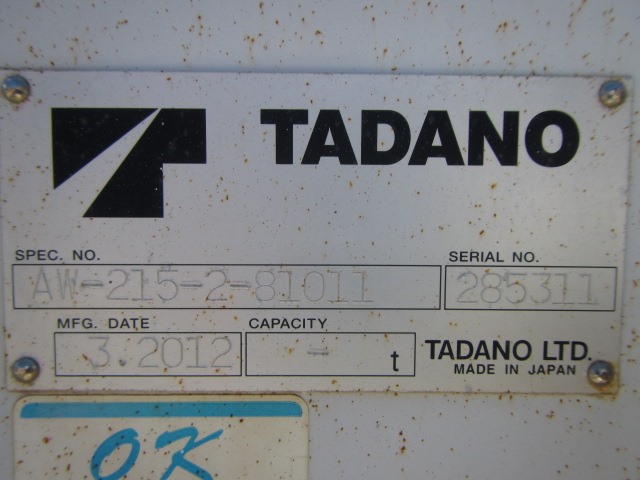 TADANO
SPEC. NO.
AW-215-2-81011
SERIAL NO.
285311
MFG. DATE
3.2012
CAPACITY
- t
TADANO LTD.
MADE IN JAPAN
OK